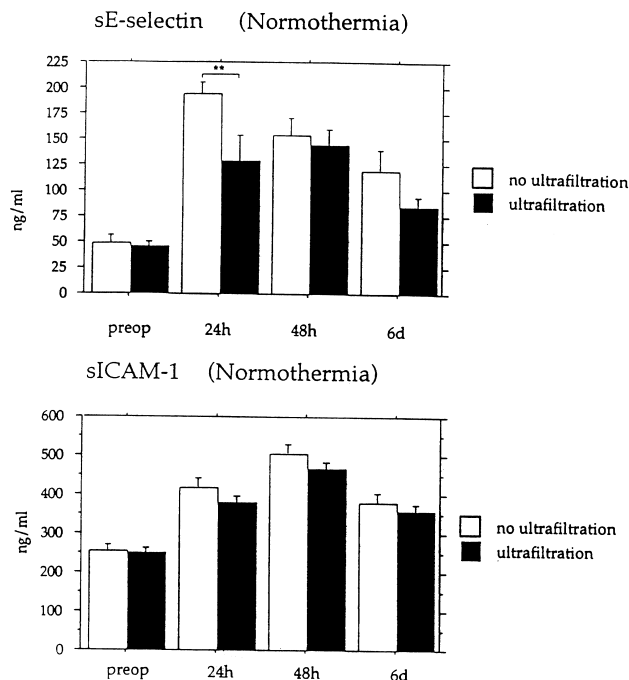 sE-selectin (Normothermia)
225
200
175
150
125
100
75
50
25
0
ng/ml
**
preop 24h 48h 6d
no ultrafiltration
ultrafiltration
sICAM-1 (Normothermia)
600
500
400
300
200
100
0
ng/ml
preop 24h 48h 6d
no ultrafiltration
ultrafiltration